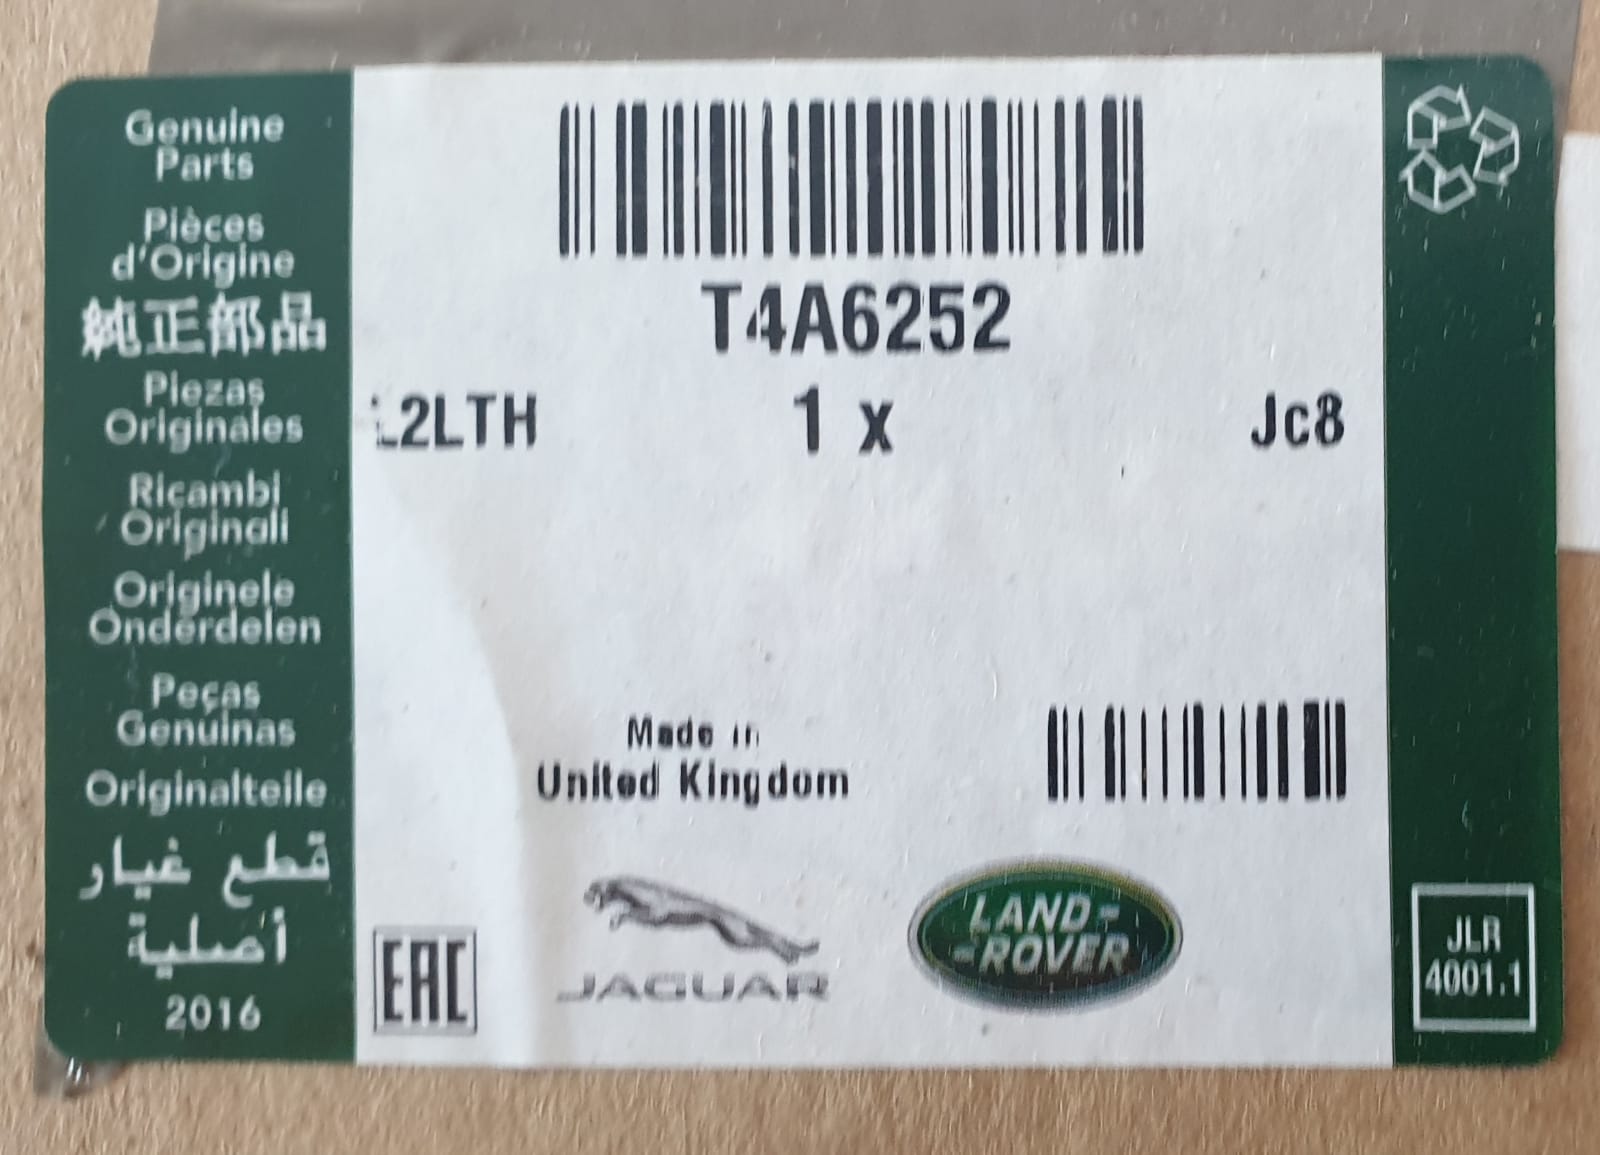 Genuine
Parts
Pièces
d'Origine
純正部品
Piezas
Originales
Ricambi
Originali
Originele
Onderdelen
Peças
Genuinas
Originalteile
قطع غيار
أصلية
2016
T4A6252
L2LTH 1 x Jc8
Made in
United Kingdom
EAC
JAGUAR
LAND-
-ROVER
JLR
4001.1